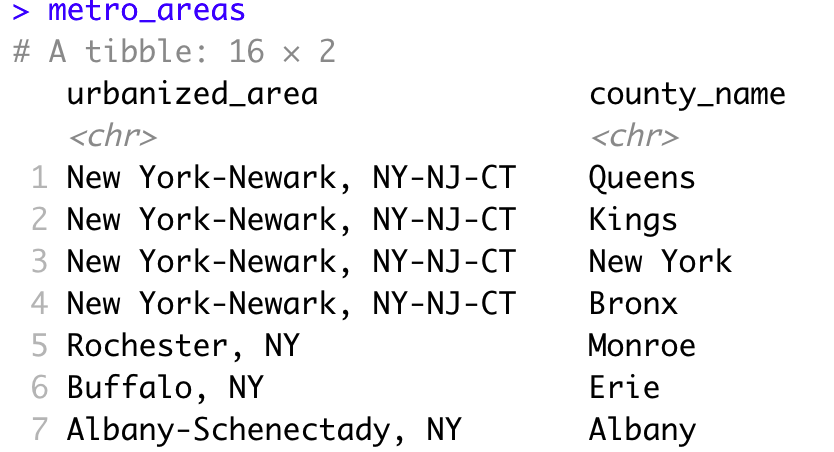 > metro_areas
# A tibble: 16 × 2
urbanized_area county_name
<chr> <chr>
1 New York-Newark, NY-NJ-CT Queens
2 New York-Newark, NY-NJ-CT Kings
3 New York-Newark, NY-NJ-CT New York
4 New York-Newark, NY-NJ-CT Bronx
5 Rochester, NY Monroe
6 Buffalo, NY Erie
7 Albany-Schenectady, NY Albany